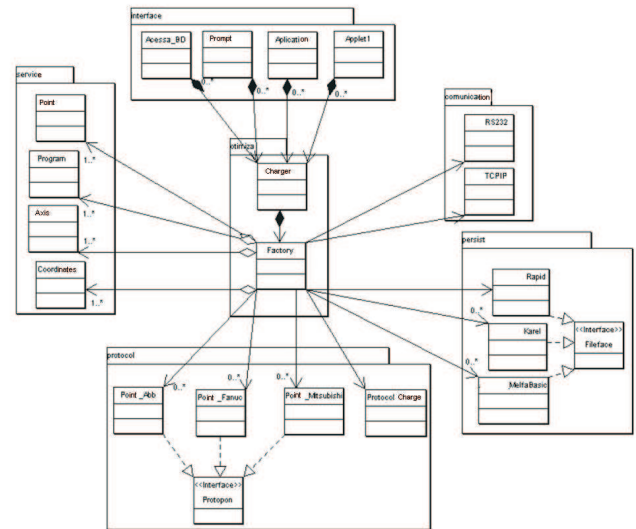 interface
Acessa_BD
Prompt
Aplication
Applet1
0..*
0..*
0..*
0..*
service
Point
1..*
Program
1..*
Axis
1..*
Coordinates
1..*
otimiza
Charger
Factory
comunication
RS232
TCPIP
persist
Rapid
0..*
Karel
0..*
MelfaBasic
<<Interface>>
Fileface
protocol
0..*
0..*
0..*
Point _Abb
Point _Fanuc
Point _Mitsubishi
Protocol Charge
<<Interface>>
Protopon